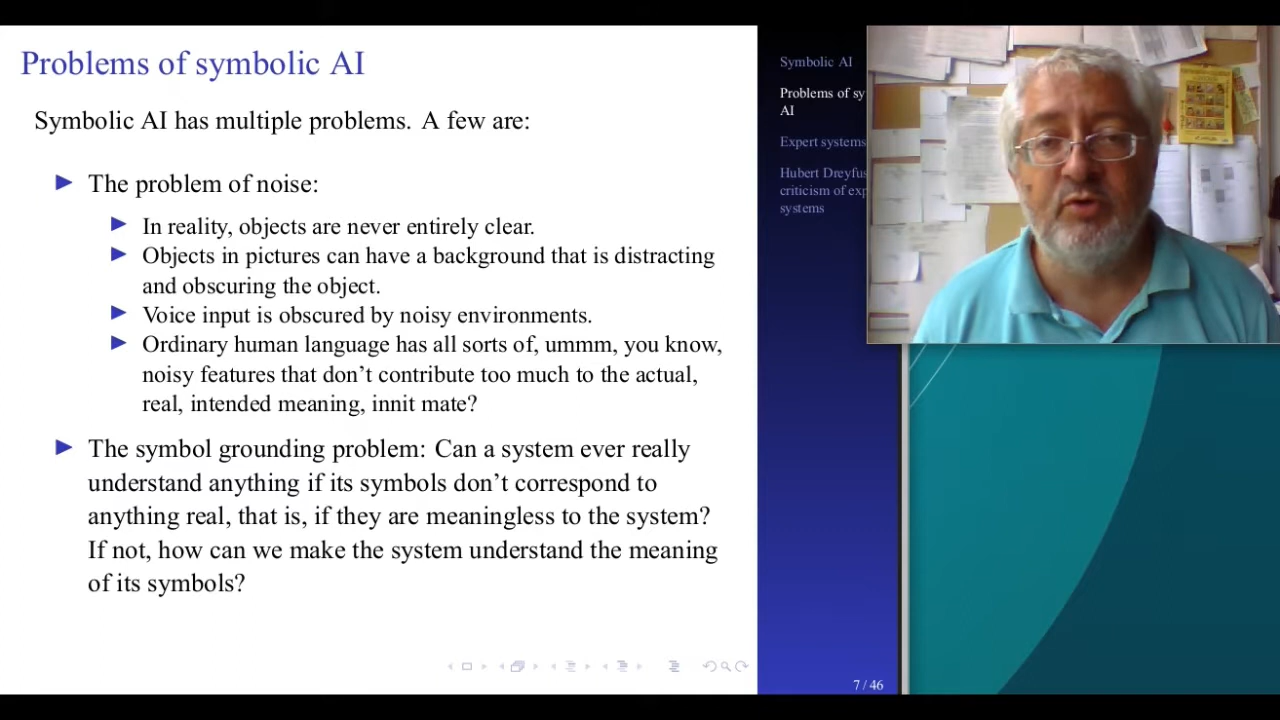 Problems of symbolic AI
Symbolic AI has multiple problems. A few are:
The problem of noise:
In reality, objects are never entirely clear.
Objects in pictures can have a background that is distracting
and obscuring the object.
Voice input is obscured by noisy environments.
Ordinary human language has all sorts of, ummm, you know,
noisy features that don't contribute too much to the actual,
real, intended meaning, innit mate?
The symbol grounding problem: Can a system ever really
understand anything if its symbols don't correspond to
anything real, that is, if they are meaningless to the system?
If not, how can we make the system understand the meaning
of its symbols?
Symbolic AI
Problems of sy
AI
Expert systems
Hubert Dreyfus
criticism of exp
systems
7 / 46